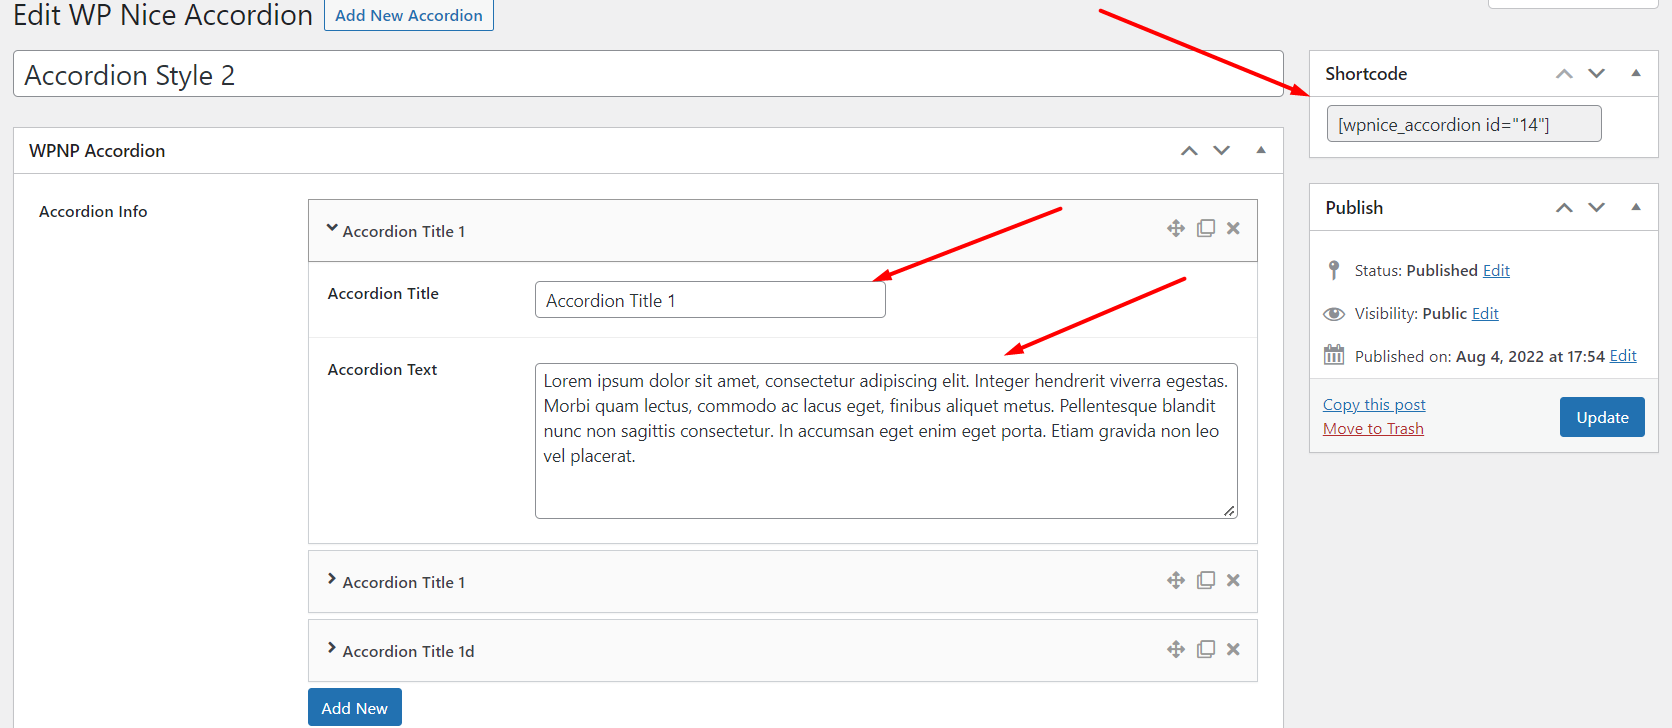 Edit WP Nice Accordion
Add New Accordion
Accordion Style 2
WPNP Accordion
Accordion Info
Accordion Title 1
Accordion Title
Accordion Title 1
Accordion Text
Lorem ipsum dolor sit amet, consectetur adipiscing elit. Integer hendrerit viverra egestas.
Morbi quam lectus, commodo ac lacus eget, finibus aliquet metus. Pellentesque blandit
nunc non sagittis consectetur. In accumsan eget enim eget porta. Etiam gravida non leo
vel placerat.
Accordion Title 1
Accordion Title 1d
Add New
Shortcode
[wpnice_accordion id="14"]
Publish
Status: Published Edit
Visibility: Public Edit
Published on: Aug 4, 2022 at 17:54 Edit
Copy this post
Move to Trash
Update